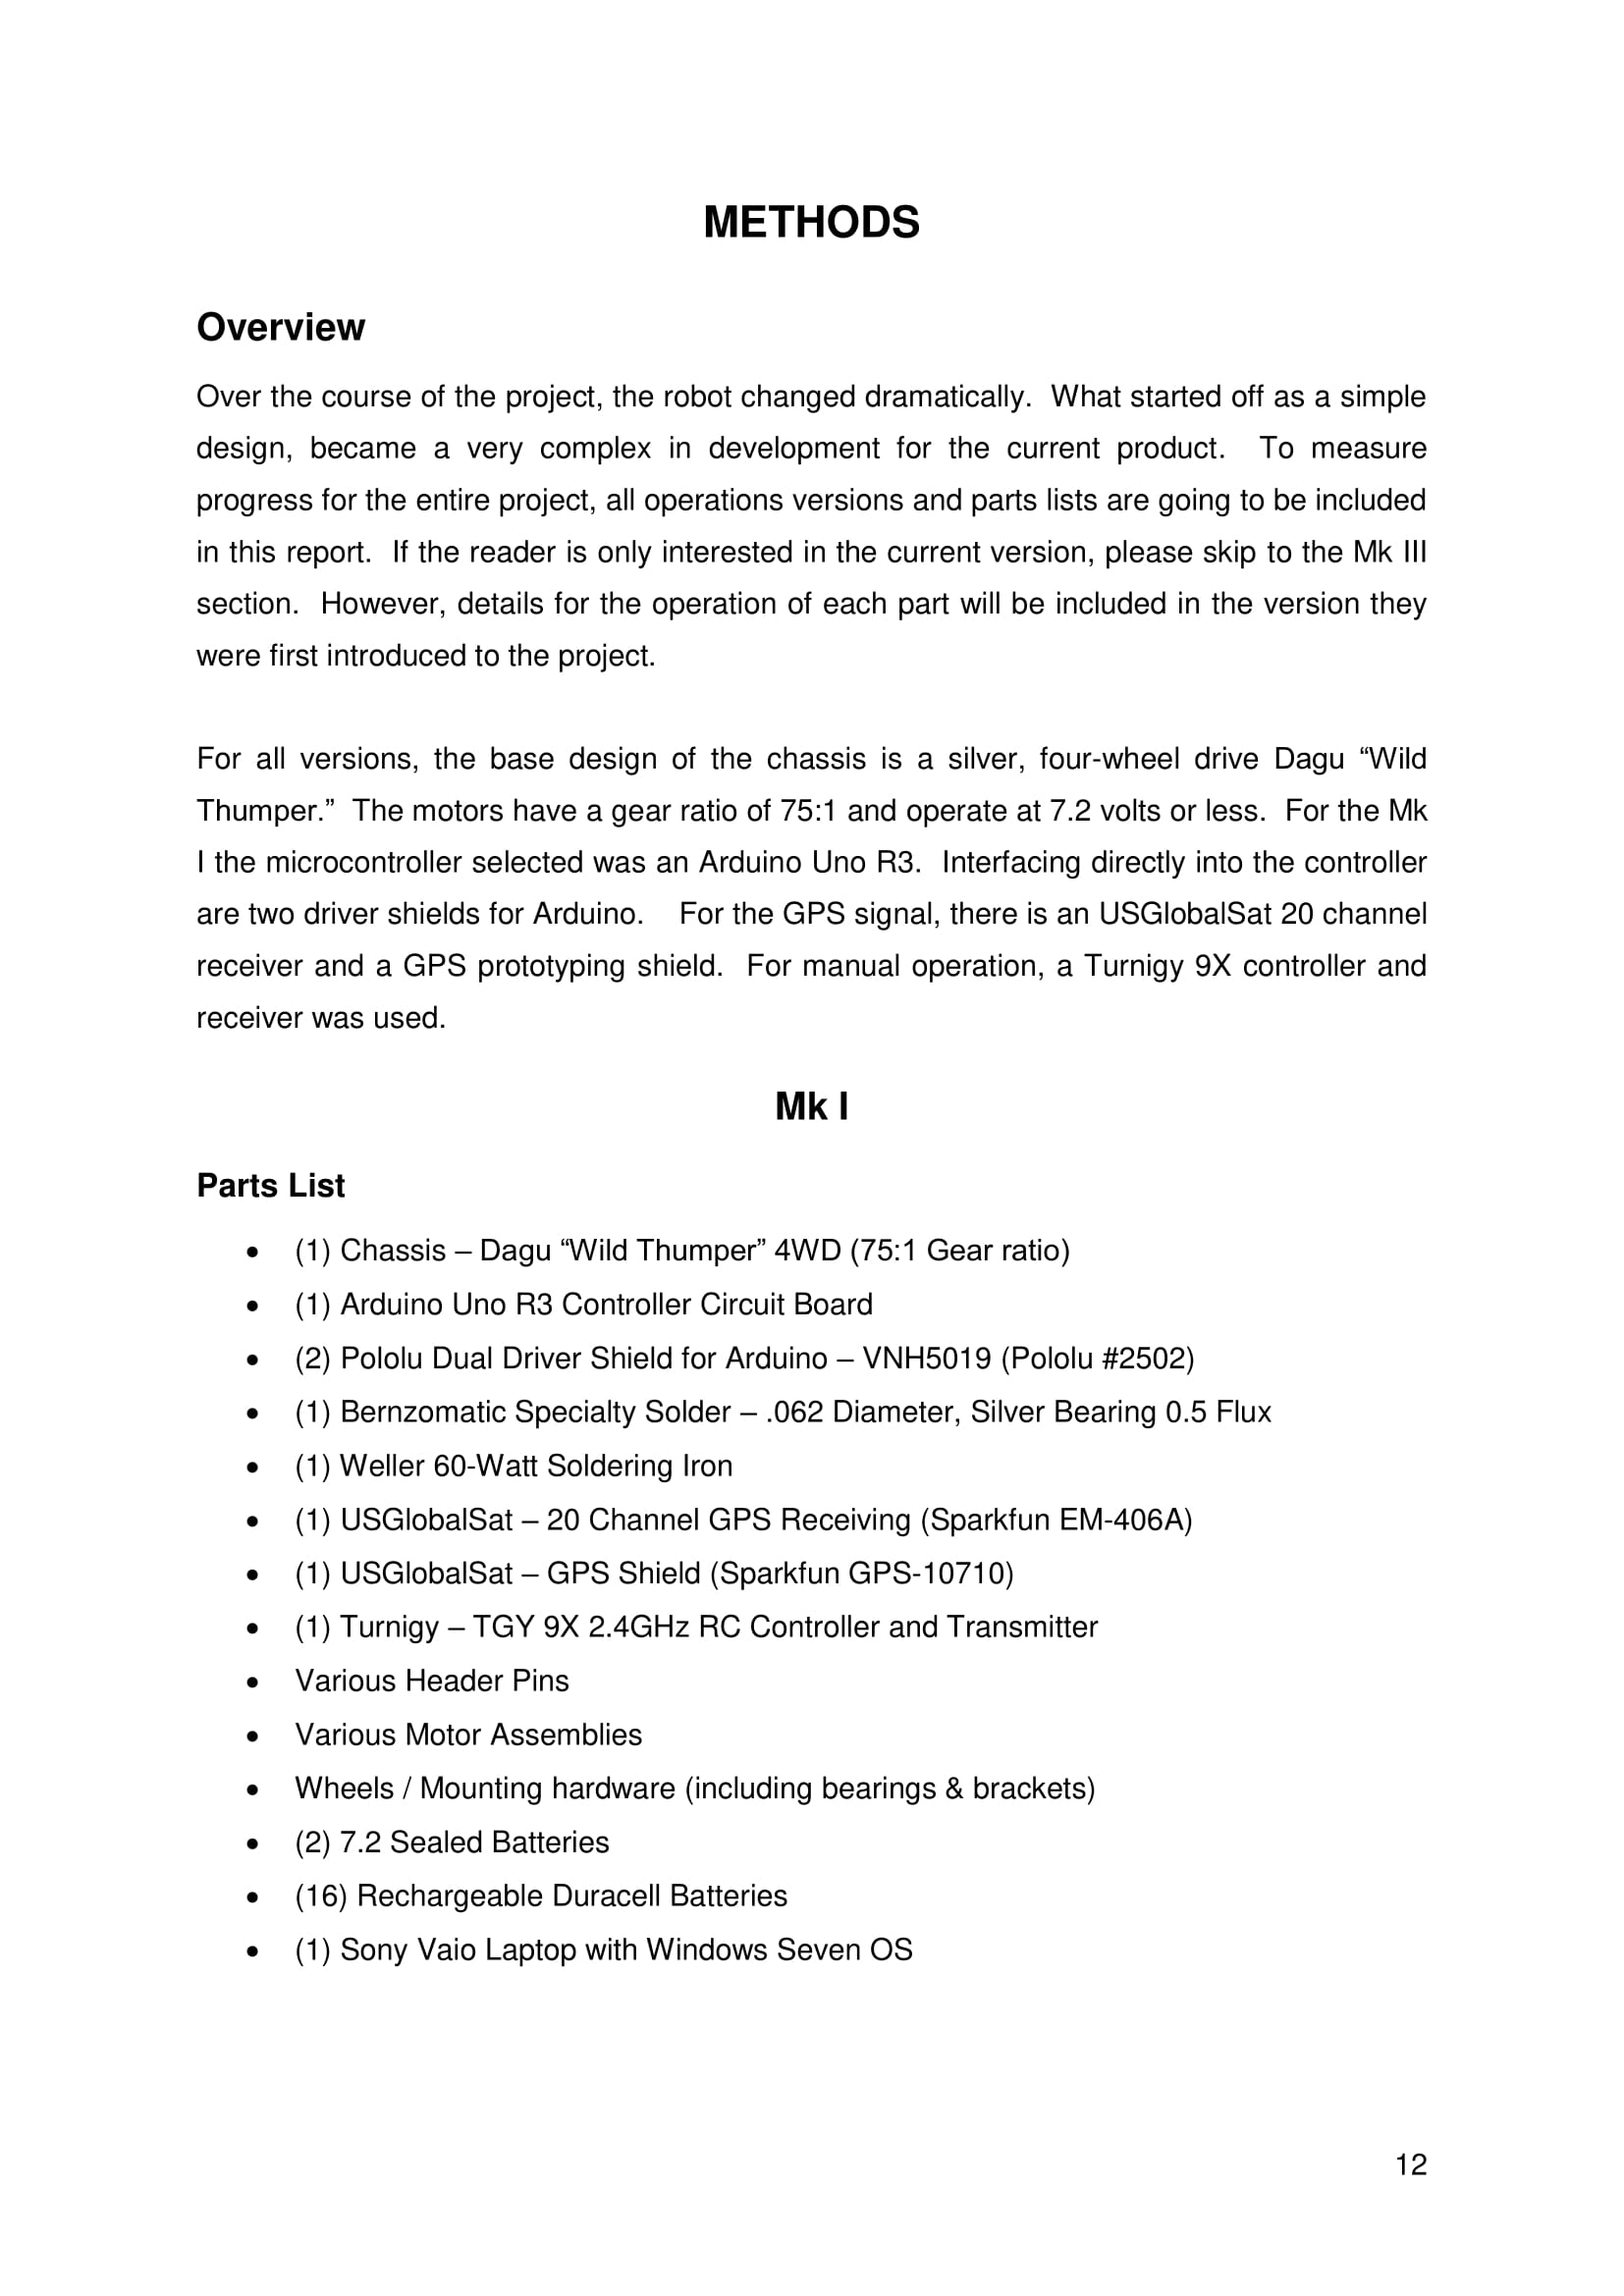 METHODS
Overview
Over the course of the project, the robot changed dramatically.  What started off as a simple
design, became a very complex in development for the current product.  To measure
progress for the entire project, all operations versions and parts lists are going to be included
in this report.  If the reader is only interested in the current version, please skip to the Mk III
section.  However, details for the operation of each part will be included in the version they
were first introduced to the project.
For all versions, the base design of the chassis is a silver, four-wheel drive Dagu “Wild
Thumper.”  The motors have a gear ratio of 75:1 and operate at 7.2 volts or less.  For the Mk
I the microcontroller selected was an Arduino Uno R3.  Interfacing directly into the controller
are two driver shields for Arduino.    For the GPS signal, there is an USGlobalSat 20 channel
receiver and a GPS prototyping shield.  For manual operation, a Turnigy 9X controller and
receiver was used.
Mk I
Parts List
• (1) Chassis – Dagu “Wild Thumper” 4WD (75:1 Gear ratio)
• (1) Arduino Uno R3 Controller Circuit Board
• (2) Pololu Dual Driver Shield for Arduino – VNH5019 (Pololu #2502)
• (1) Bernzomatic Specialty Solder – .062 Diameter, Silver Bearing 0.5 Flux
• (1) Weller 60-Watt Soldering Iron
• (1) USGlobalSat – 20 Channel GPS Receiving (Sparkfun EM-406A)
• (1) USGlobalSat – GPS Shield (Sparkfun GPS-10710)
• (1) Turnigy – TGY 9X 2.4GHz RC Controller and Transmitter
• Various Header Pins
• Various Motor Assemblies
• Wheels / Mounting hardware (including bearings & brackets)
• (2) 7.2 Sealed Batteries
• (16) Rechargeable Duracell Batteries
• (1) Sony Vaio Laptop with Windows Seven OS
12